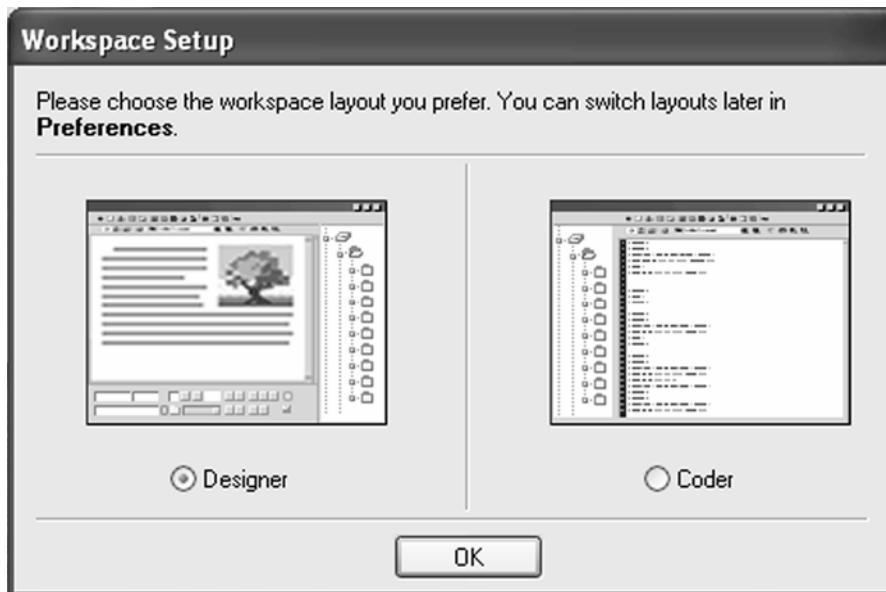 Workspace Setup
Please choose the workspace layout you prefer. You can switch layouts later in
Preferences.
Designer
Coder
OK